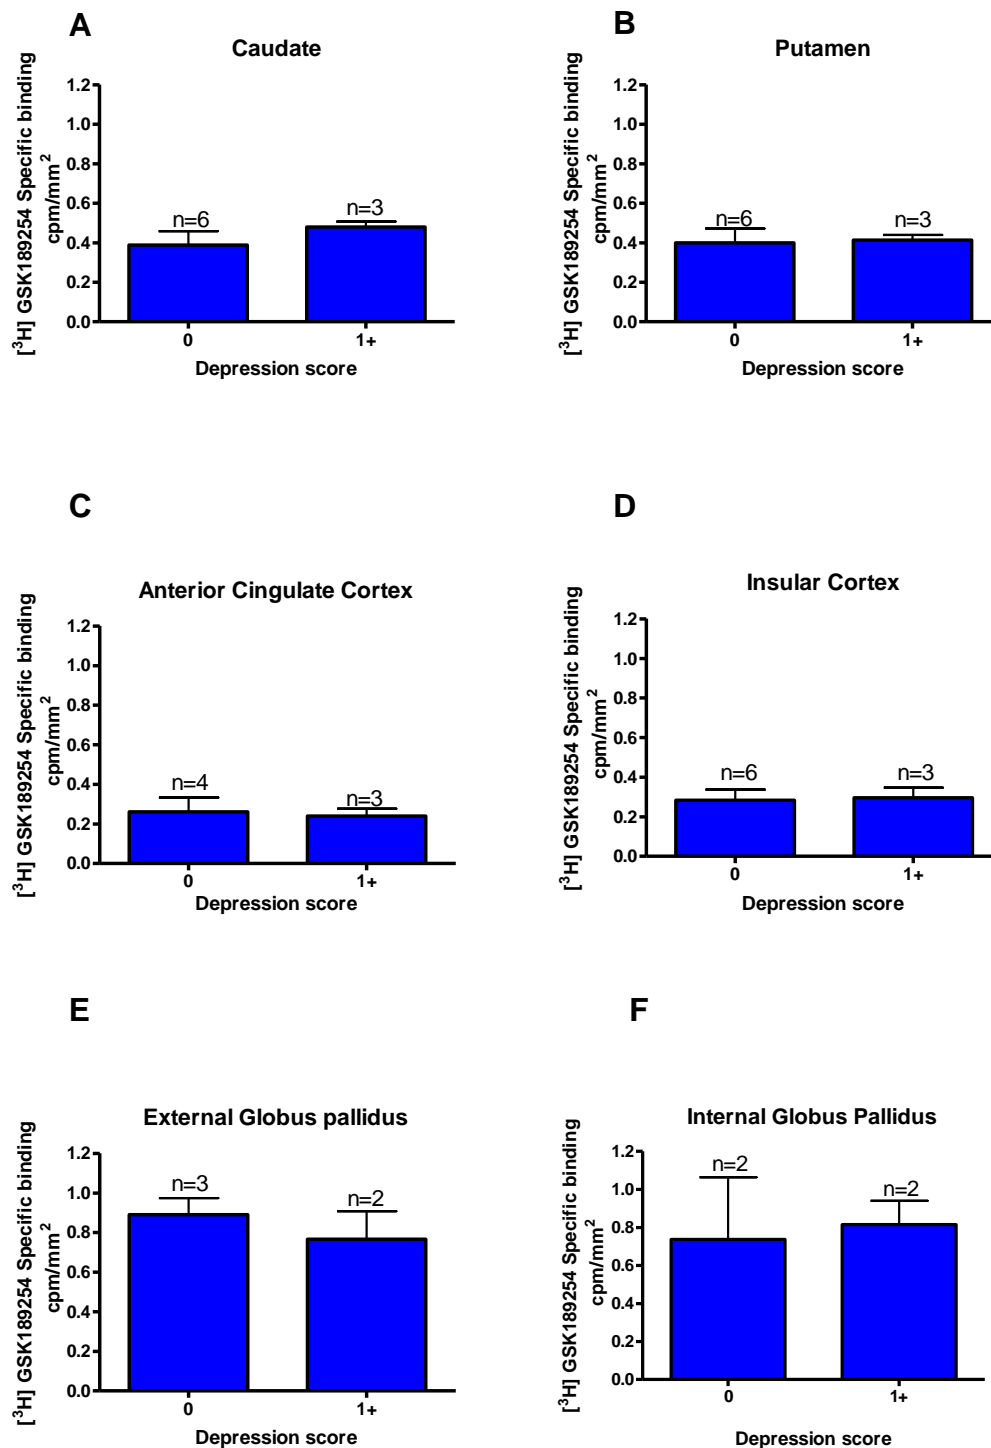 A
Caudate
[³H] GSK189254 Specific binding
cpm/mm²
1.2
1.0
0.8
0.6
0.4
0.2
0.0
n=6
n=3
0
1+
Depression score
B
Putamen
[³H] GSK189254 Specific binding
cpm/mm²
1.2
1.0
0.8
0.6
0.4
0.2
0.0
n=6
n=3
0
1+
Depression score
C
Anterior Cingulate Cortex
[³H] GSK189254 Specific binding
cpm/mm²
1.2
1.0
0.8
0.6
0.4
0.2
0.0
n=4
n=3
0
1+
Depression score
D
Insular Cortex
[³H] GSK189254 Specific binding
cpm/mm²
1.2
1.0
0.8
0.6
0.4
0.2
0.0
n=6
n=3
0
1+
Depression score
E
External Globus pallidus
[³H] GSK189254 Specific binding
cpm/mm²
1.2
1.0
0.8
0.6
0.4
0.2
0.0
n=3
n=2
0
1+
Depression score
F
Internal Globus Pallidus
[³H] GSK189254 Specific binding
cpm/mm²
1.2
1.0
0.8
0.6
0.4
0.2
0.0
n=2
n=2
0
1+
Depression score